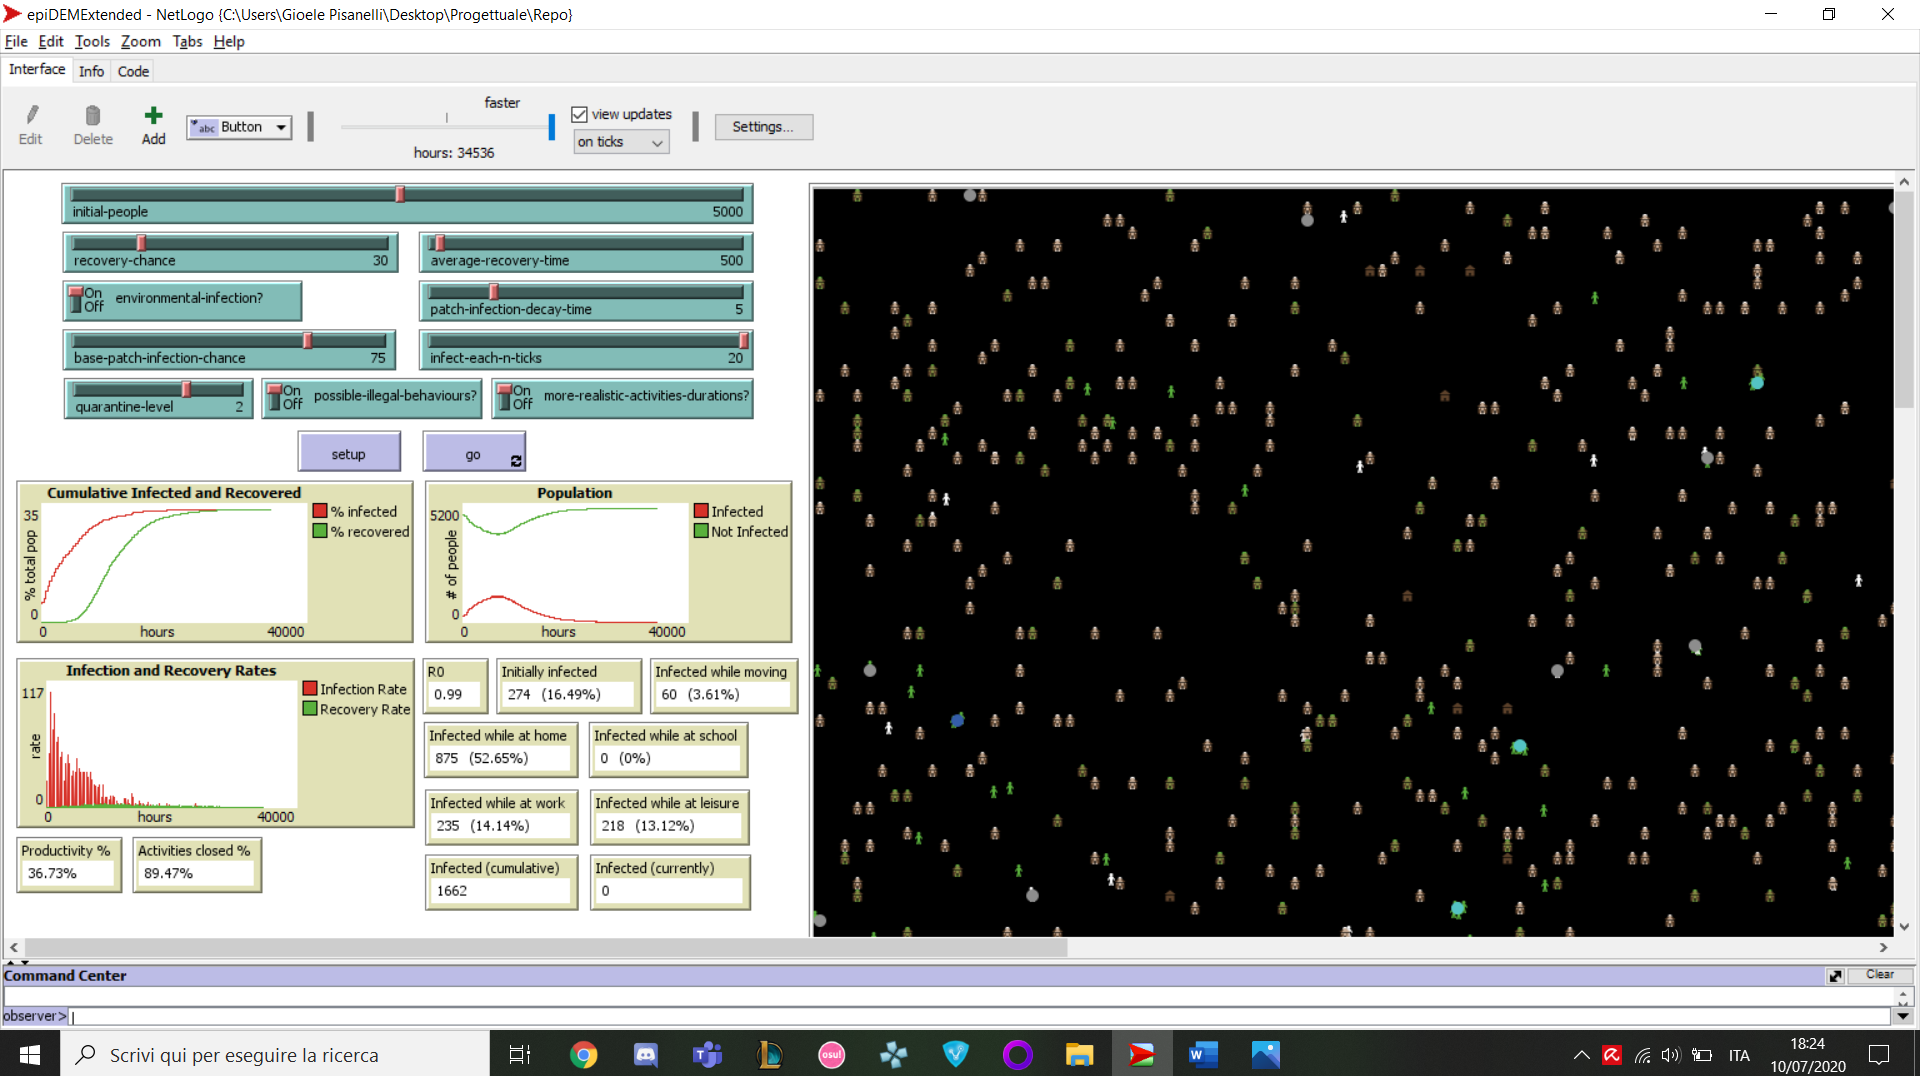 epiDEMExtended - NetLogo {C:\Users\Gioele Pisanelli\Desktop\Progettuale\Repo}
File Edit Tools Zoom Tabs Help
Interface Info Code
Edit Delete Add abc Button faster view updates Settings...
hours: 34536 on ticks
initial-people 5000
recovery-chance 30 average-recovery-time 500
On Off environmental-infection? patch-infection-decay-time 5
base-patch-infection-chance 75 infect-each-n-ticks 20
quarantine-level 2 On Off possible-illegal-behaviours? On Off more-realistic-activities-durations?
setup go
Cumulative Infected and Recovered
35
% total pop
0
0 hours 40000
% infected
% recovered
Population
5200
# of people
0
0 hours 40000
Infected
Not Infected
Infection and Recovery Rates
117
rate
0
0 hours 40000
Infection Rate
Recovery Rate
R0
0.99
Initially infected
274 (16.49%)
Infected while moving
60 (3.61%)
Infected while at home
875 (52.65%)
Infected while at school
0 (0%)
Infected while at work
235 (14.14%)
Infected while at leisure
218 (13.12%)
Productivity %
36.73%
Activities closed %
89.47%
Infected (cumulative)
1662
Infected (currently)
0
Command Center Clear
observer>
Scrivi qui per eseguire la ricerca
osu!
W
ITA
18:24
10/07/2020